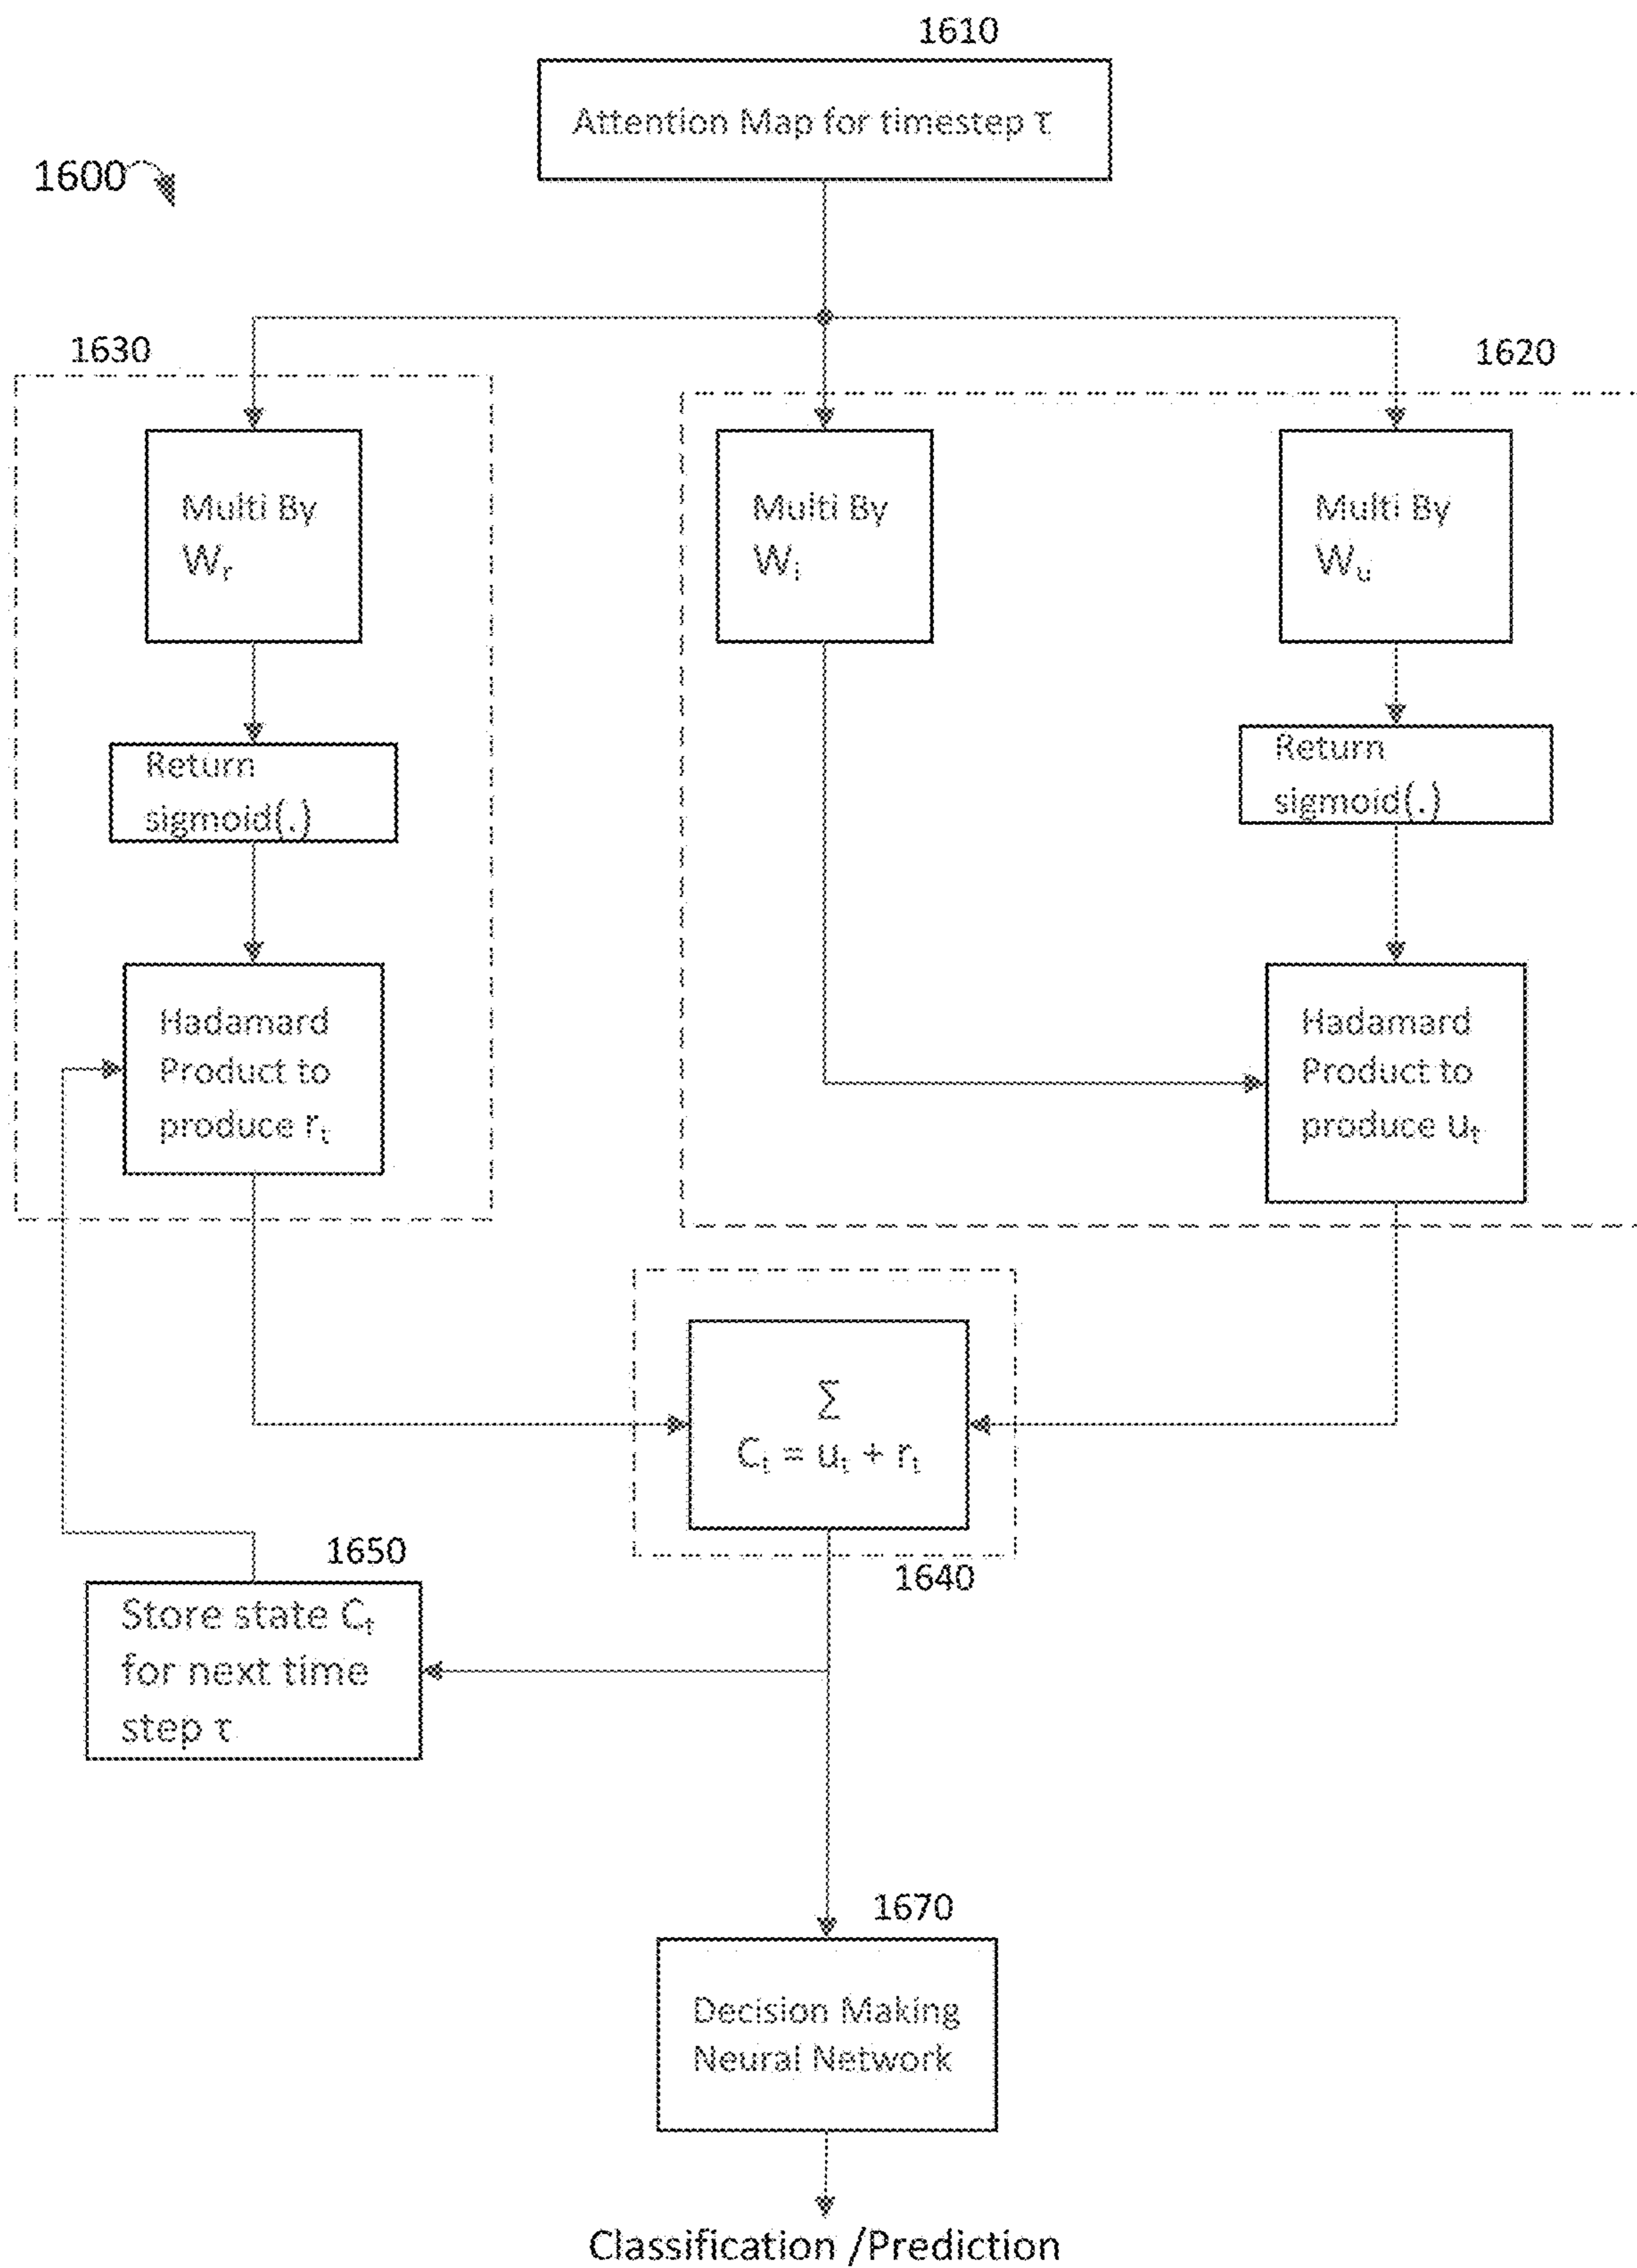 1610
Attention Map for timestep τ
1600
1630
1620
Multi By
Wr
Multi By
Wi
Multi By
Wu
Return
sigmoid(.)
Return
sigmoid(.)
Hadamard
Product to
produce rt
Hadamard
Product to
produce ut
∑
Ct = ut + rt
1650
1640
Store state Ct
for next time
step τ
1670
Decision Making
Neural Network
Classification /Prediction